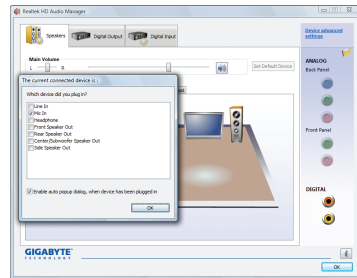 Realtek HD Audio Manager
Speakers
Digital Output
Digital Input
Device advanced
settings
Main Volume
L
R
Set Default Device
ANALOG
Back Panel
The current connected device is :
Which device did you plug in?
Line In
Mic In
Headphone
Front Speaker Out
Rear Speaker Out
Center/Subwoofer Speaker Out
Side Speaker Out
Front Panel
Enable auto popup dialog, when device has been plugged in
OK
DIGITAL
GIGABYTE
TECHNOLOGY
OK